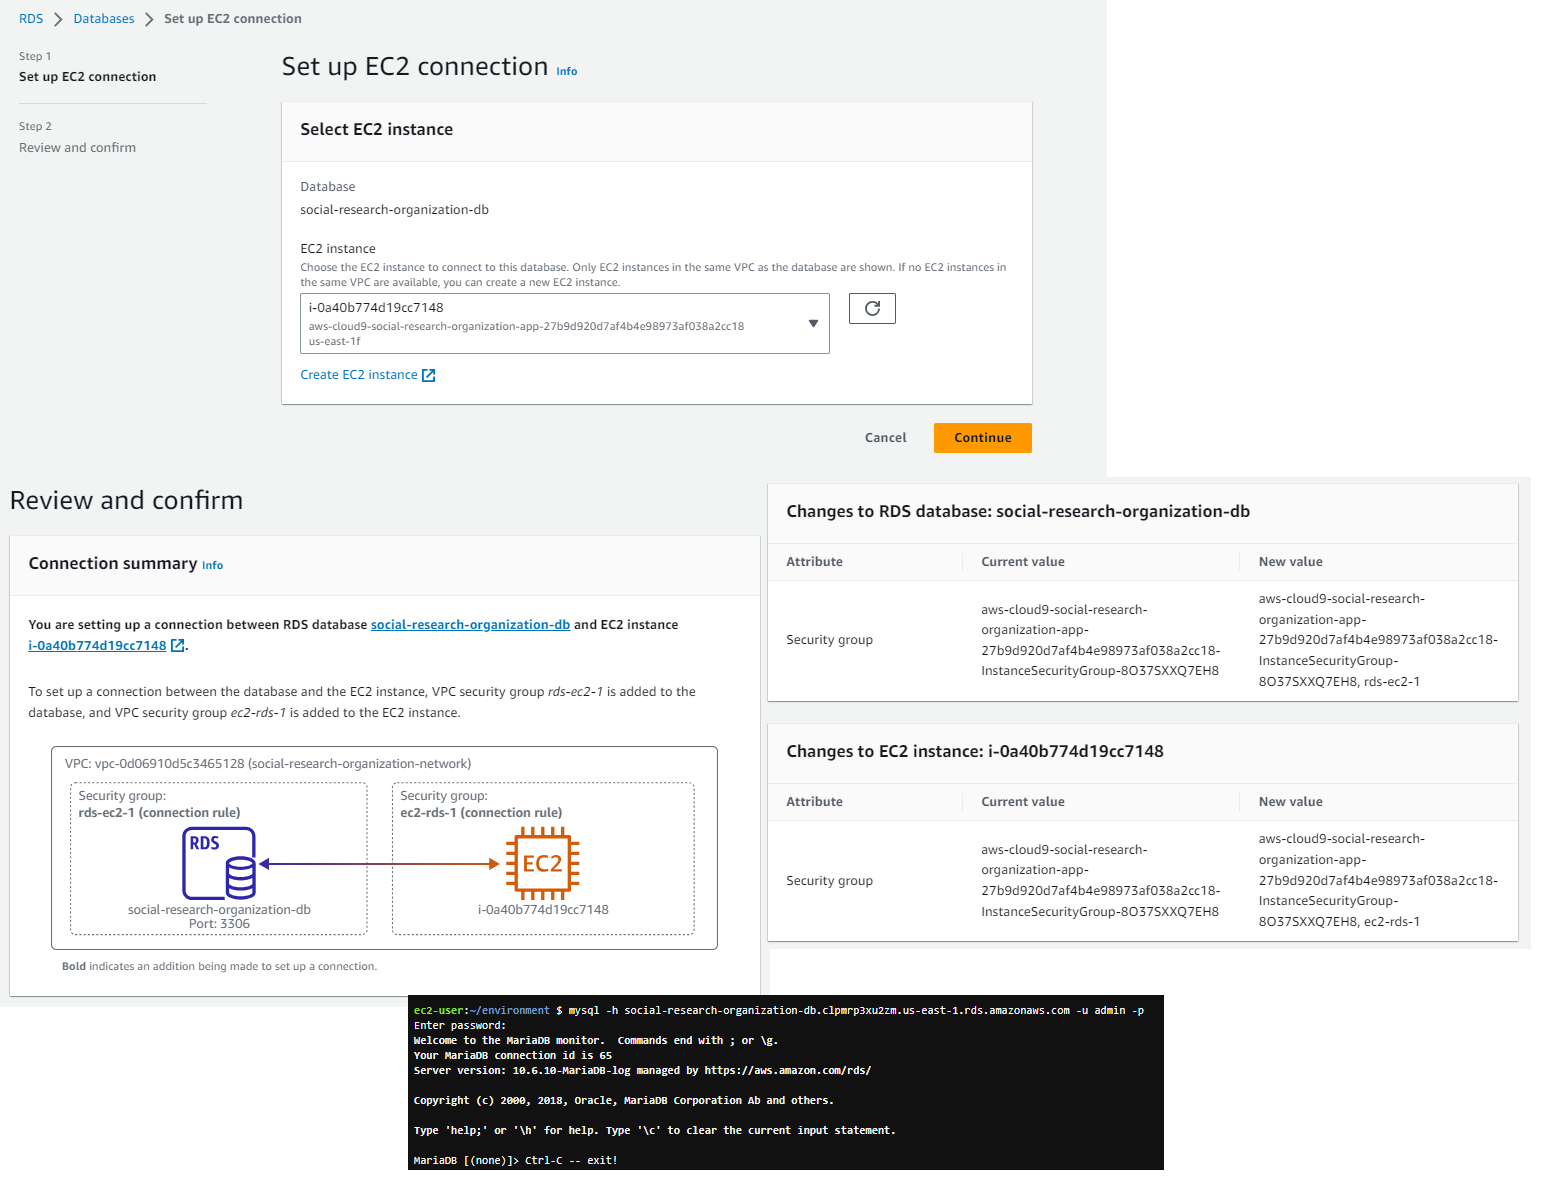 RDS > Databases > Set up EC2 connection
Step 1
Set up EC2 connection
Step 2
Review and confirm
Set up EC2 connection Info
Select EC2 instance
Database
social-research-organization-db
EC2 instance
Choose the EC2 instance to connect to this database. Only EC2 instances in the same VPC as the database are shown. If no EC2 instances in
the same VPC are available, you can create a new EC2 instance.
i-0a40b774d19cc7148
aws-cloud9-social-research-organization-app-27b9d920d7af4b4e98973af038a2cc18
us-east-1f
Create EC2 instance
Cancel
Continue
Review and confirm
Connection summary Info
You are setting up a connection between RDS database social-research-organization-db and EC2 instance
i-0a40b774d19cc7148.
To set up a connection between the database and the EC2 instance, VPC security group rds-ec2-1 is added to the
database, and VPC security group ec2-rds-1 is added to the EC2 instance.
VPC: vpc-0d06910d5c3465128 (social-research-organization-network)
Security group:
rds-ec2-1 (connection rule)
RDS
social-research-organization-db
Port: 3306
Security group:
ec2-rds-1 (connection rule)
EC2
i-0a40b774d19cc7148
Bold indicates an addition being made to set up a connection.
Changes to RDS database: social-research-organization-db
Attribute
Current value
New value
Security group
aws-cloud9-social-research-
organization-app-
27b9d920d7af4b4e98973af038a2cc18-
InstanceSecurityGroup-8O37SXXQ7EH8
aws-cloud9-social-research-
organization-app-
27b9d920d7af4b4e98973af038a2cc18-
InstanceSecurityGroup-
8O37SXXQ7EH8, rds-ec2-1
Changes to EC2 instance: i-0a40b774d19cc7148
Attribute
Current value
New value
Security group
aws-cloud9-social-research-
organization-app-
27b9d920d7af4b4e98973af038a2cc18-
InstanceSecurityGroup-8O37SXXQ7EH8
aws-cloud9-social-research-
organization-app-
27b9d920d7af4b4e98973af038a2cc18-
InstanceSecurityGroup-
8O37SXXQ7EH8, ec2-rds-1
ec2-user:~/environment $ mysql -h social-research-organization-db.clpmrp3xu2zm.us-east-1.rds.amazonaws.com -u admin -p
Enter password:
Welcome to the MariaDB monitor.  Commands end with ; or \g.
Your MariaDB connection id is 65
Server version: 10.6.10-MariaDB-log managed by https://aws.amazon.com/rds/
Copyright (c) 2000, 2018, Oracle, MariaDB Corporation Ab and others.
Type 'help;' or '\h' for help. Type '\c' to clear the current input statement.
MariaDB [(none)]> Ctrl-C -- exit!